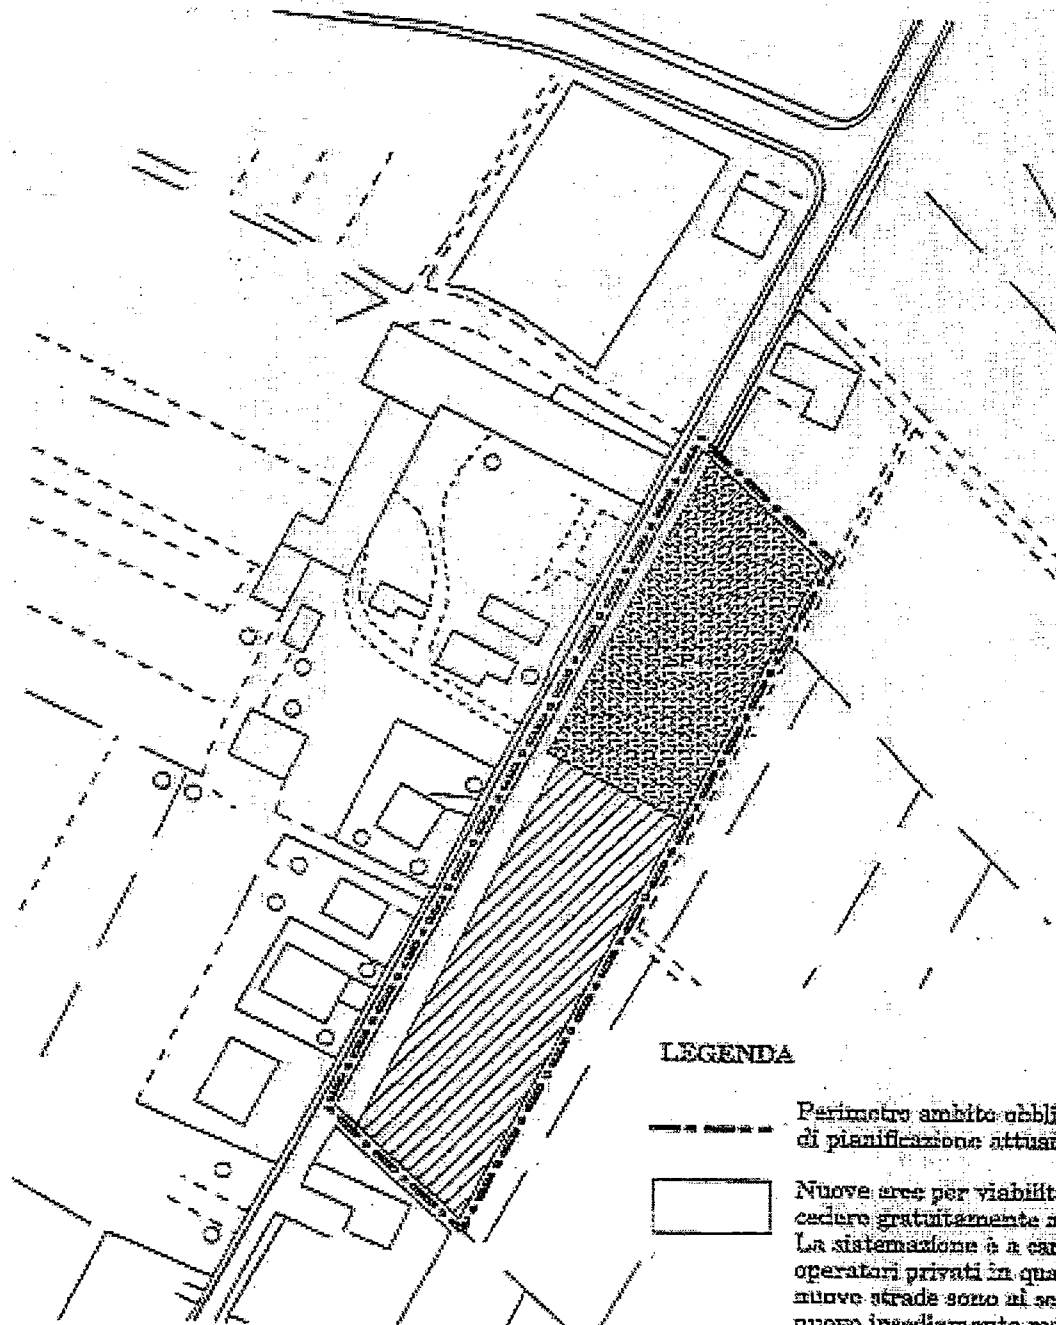 LEGENDA
Perimetro ambito obbli
di pianificazione attua
Nuove aree per viabilit
cedere gratuitamente
La sistemazione è a car
operatori privati in qua
nuove strade sono al se
nuovo insediamento